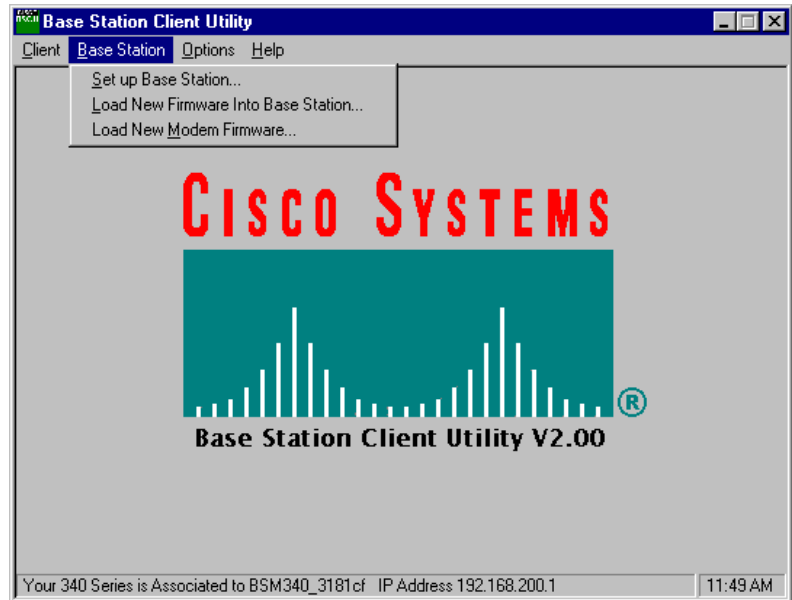 Base Station Client Utility
Client Base Station Options Help
Set up Base Station...
Load New Firmware Into Base Station...
Load New Modem Firmware...
CISCO SYSTEMS
®
Base Station Client Utility V2.00
Your 340 Series is Associated to BSM340_3181cf IP Address 192.168.200.1 11:49 AM